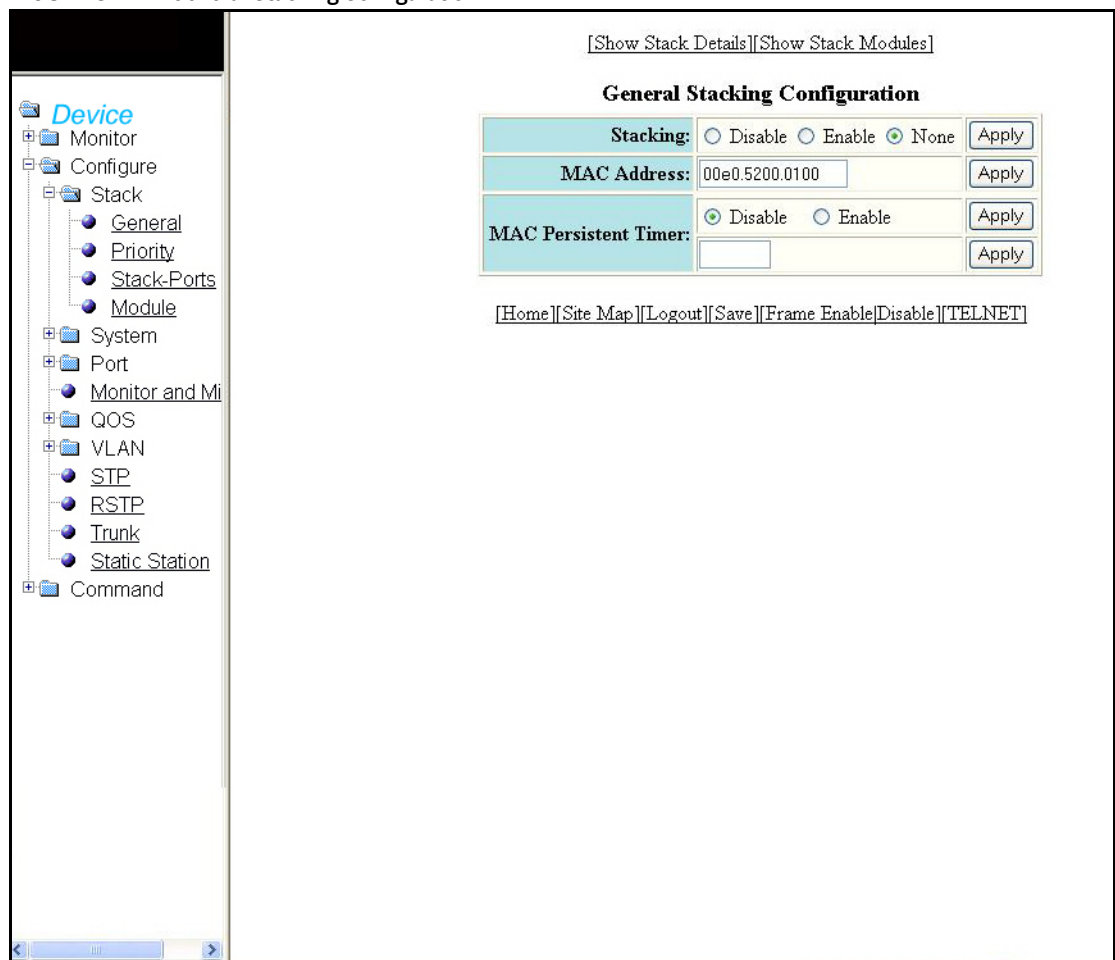 Device
Monitor
Configure
Stack
General
Priority
Stack-Ports
Module
System
Port
Monitor and Mi
QOS
VLAN
STP
RSTP
Trunk
Static Station
Command
[Show Stack Details][Show Stack Modules]
General Stacking Configuration
Stacking: Disable Enable None Apply
MAC Address: 00e0.5200.0100 Apply
MAC Persistent Timer: Disable Enable Apply
Apply
[Home][Site Map][Logout][Save][Frame Enable|Disable][TELNET]